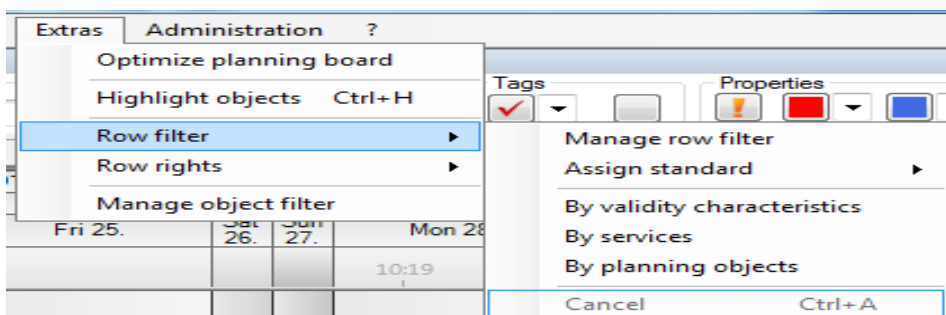 Extras Administration ?
Optimize planning board
Highlight objects Ctrl+H
Row filter
Row rights
Manage object filter
Tags Properties
Manage row filter
Assign standard
By validity characteristics
By services
By planning objects
Cancel Ctrl+A
Fri 25. Sat 26. Sun 27. Mon 28
10:19